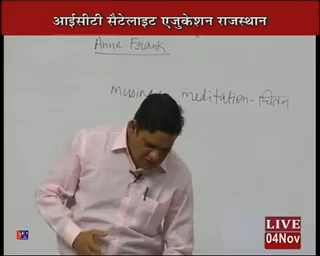 आईसीटी सैटेलाइट एजुकेशन राजस्थान
Anne Frank
musing - meditation - चिंतन
LIVE
04Nov